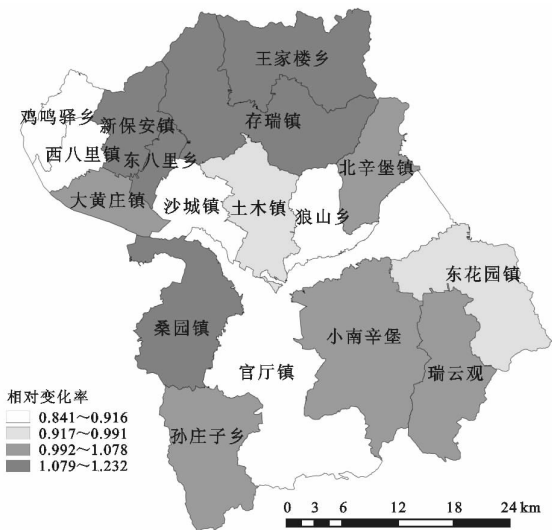 王家楼乡
鸡鸣驿乡
新保安镇
存瑞镇
西八里镇
东八里乡
北辛堡镇
大黄庄镇
沙城镇
土木镇
狼山乡
东花园镇
桑园镇
小南辛堡
官厅镇
瑞云观
相对变化率
0.841～0.916
0.917～0.991
0.992～1.078
1.079～1.232
孙庄子乡
0 3 6 12 18 24 km